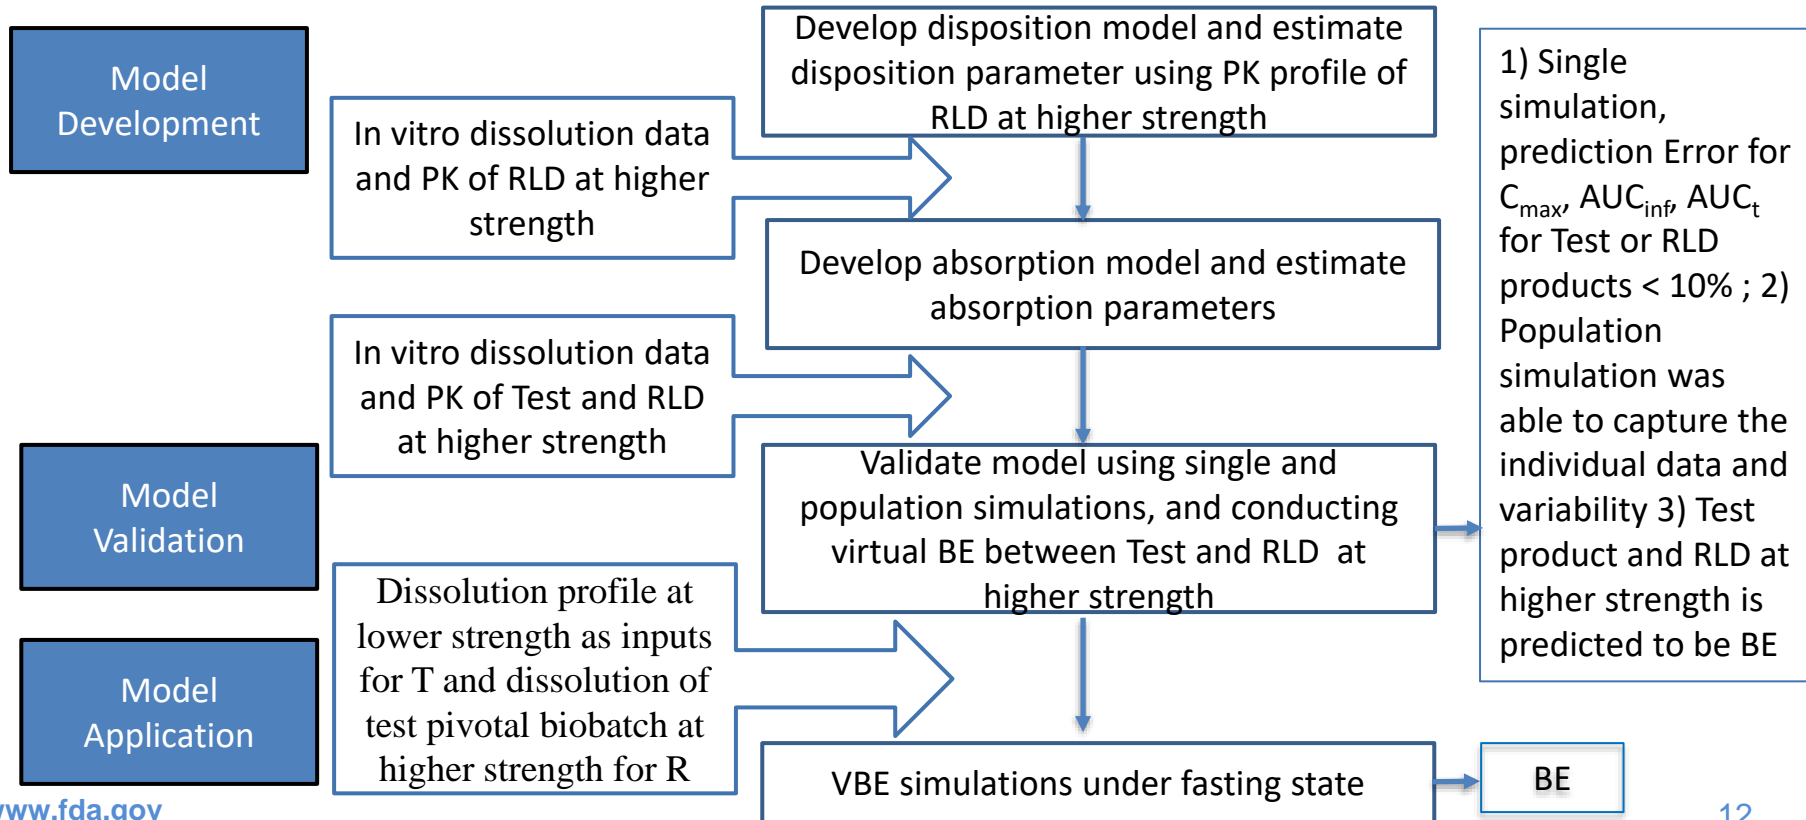 Model
Development
In vitro dissolution data
and PK of RLD at higher
strength
Develop disposition model and estimate
disposition parameter using PK profile of
RLD at higher strength
Develop absorption model and estimate
absorption parameters
In vitro dissolution data
and PK of Test and RLD
at higher strength
Model
Validation
Validate model using single and
population simulations, and conducting
virtual BE between Test and RLD at
higher strength
1) Single
simulation,
prediction Error for
Cmax, AUCinf, AUCt
for Test or RLD
products < 10% ; 2)
Population
simulation was
able to capture the
individual data and
variability 3) Test
product and RLD at
higher strength is
predicted to be BE
Model
Application
Dissolution profile at
lower strength as inputs
for T and dissolution of
test pivotal biobatch at
higher strength for R
VBE simulations under fasting state
BE
www.fda.gov
12